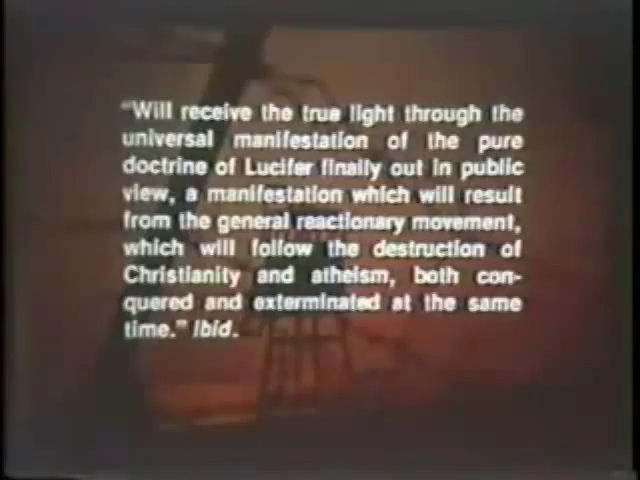 "Will receive the true light through the
universal manifestation of the pure
doctrine of Lucifer finally out in public
view, a manifestation which will result
from the general reactionary movement,
which will follow the destruction of
Christianity and atheism, both con-
quered and exterminated at the same
time." Ibid.